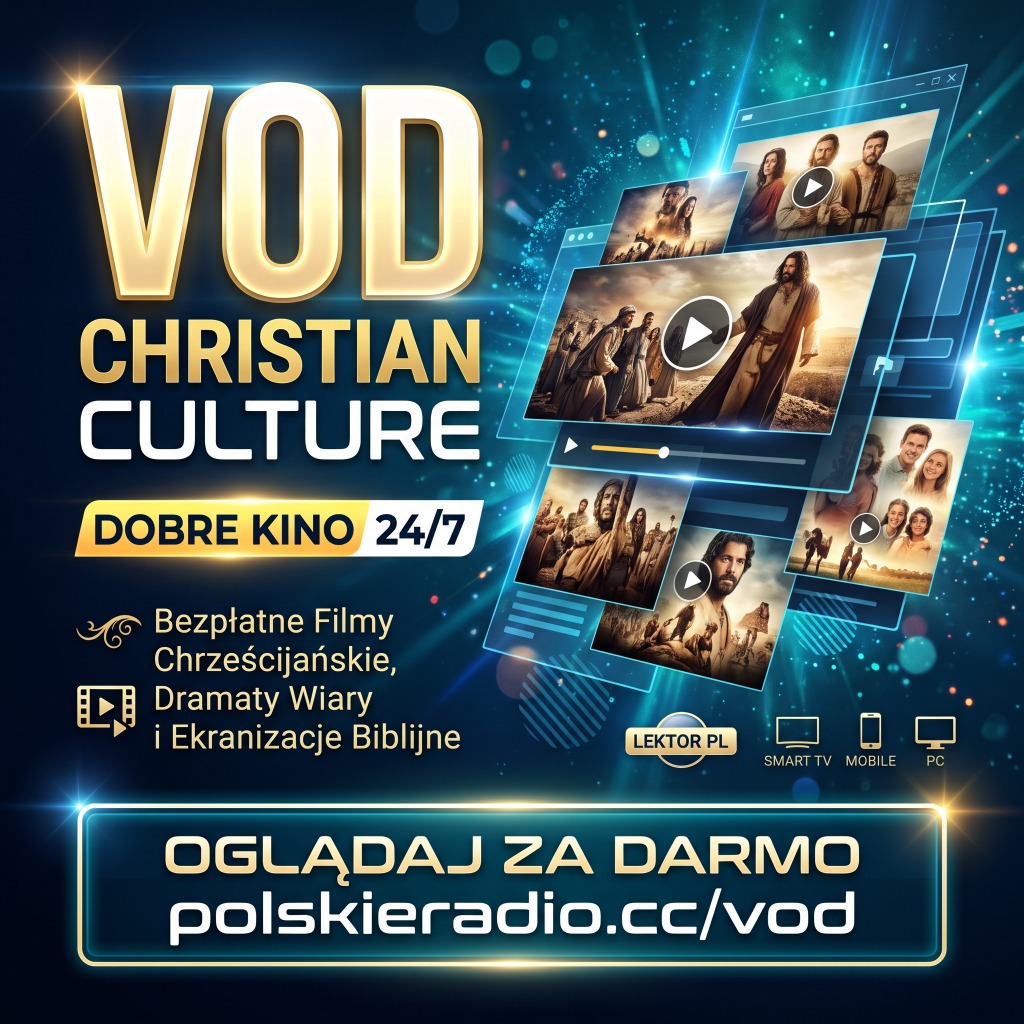 VOD
CHRISTIAN
CULTURE
DOBRE KINO 24/7
Bezpłatne Filmy
Chrześcijańskie,
Dramaty Wiary
i Ekranizacje Biblijne
LEKTOR PL
SMART TV
MOBILE
PC
OGLĄDAJ ZA DARMO
polskieradio.cc/vod